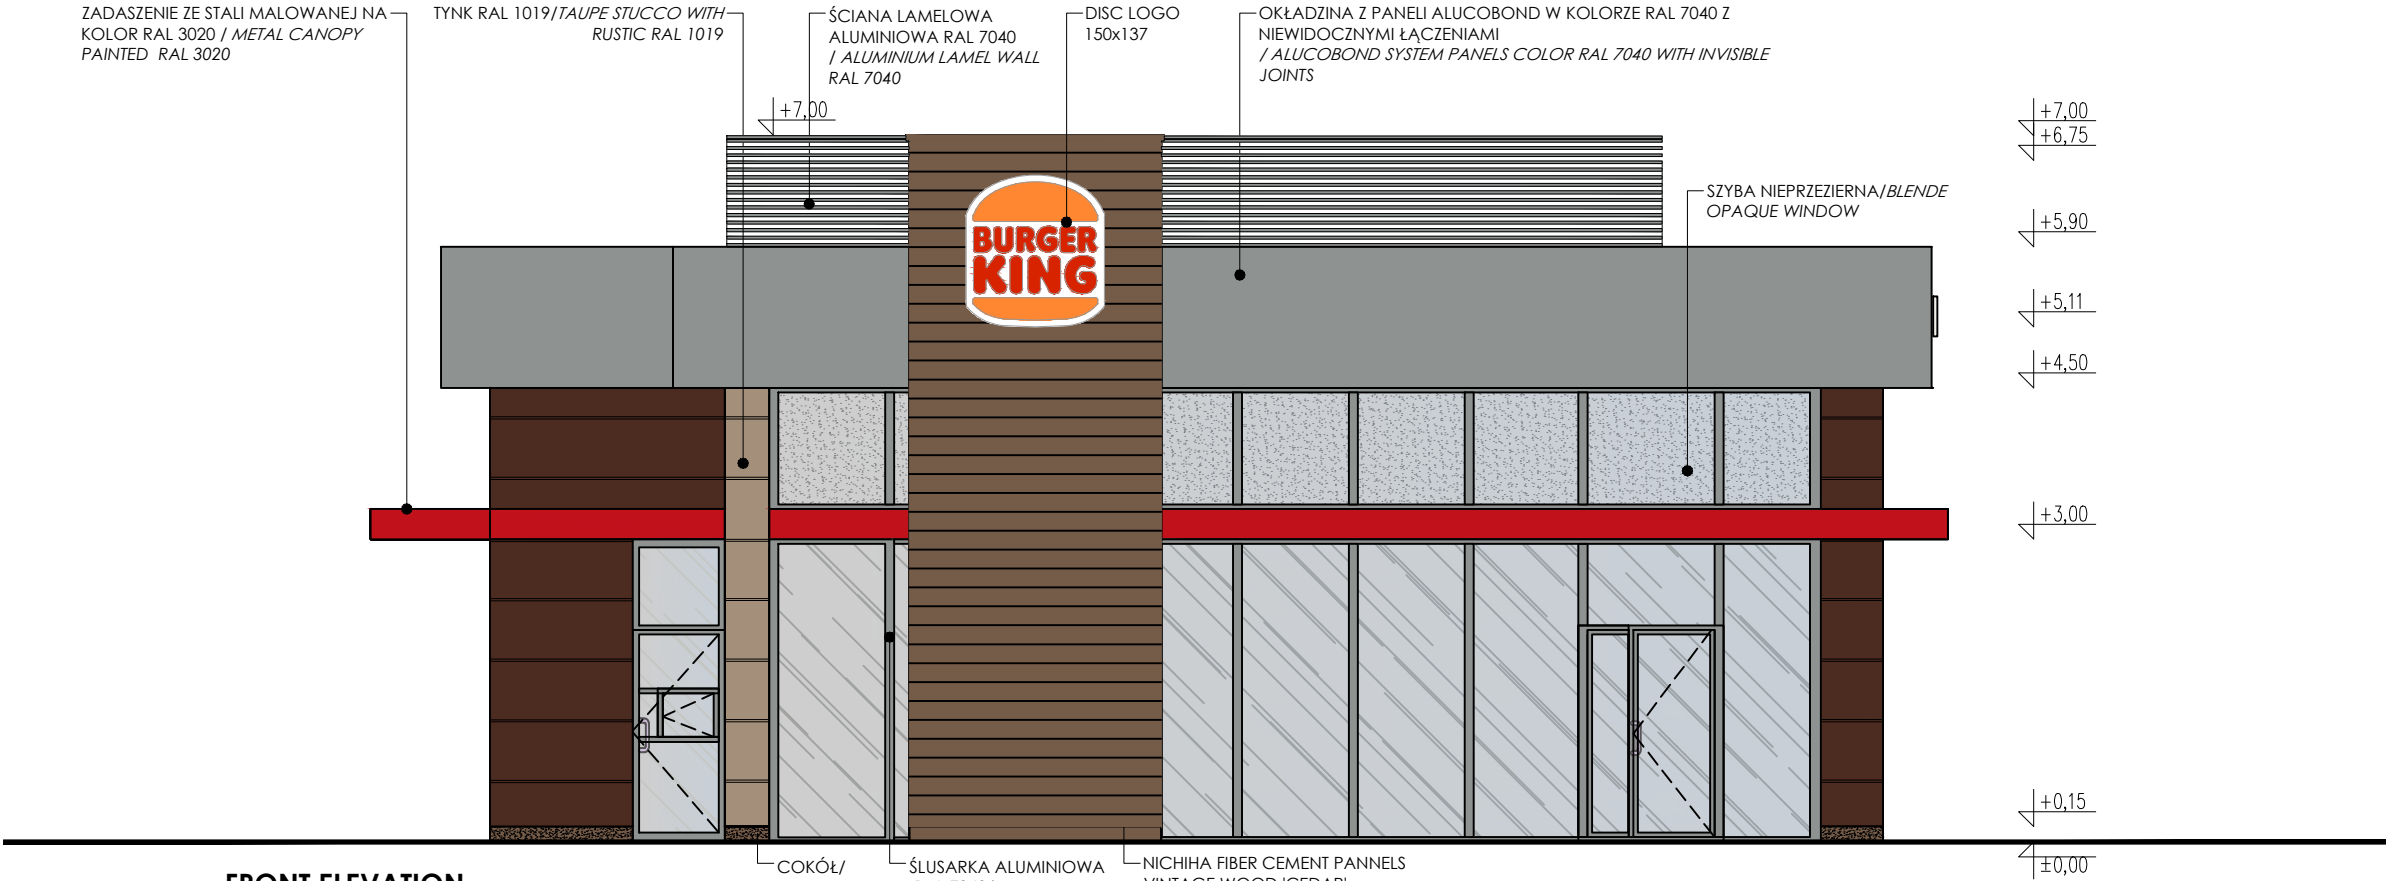 ZADASZENIE ZE STALI MALOWANEJ NA
KOLOR RAL 3020 / METAL CANOPY
PAINTED RAL 3020
TYNK RAL 1019/TAUPE STUCCO WITH
RUSTIC RAL 1019
ŚCIANA LAMELOWA
ALUMINIOWA RAL 7040
/ ALUMINIUM LAMEL WALL
RAL 7040
DISC LOGO
150x137
OKŁADZINA Z PANELI ALUCOBOND W KOLORZE RAL 7040 Z
NIEWIDOCZNYMI ŁĄCZENIAMI
/ ALUCOBOND SYSTEM PANELS COLOR RAL 7040 WITH INVISIBLE
JOINTS
+7,00
+7,00
+6,75
SZYBA NIEPRZEZIERNA/BLENDE
OPAQUE WINDOW
+5,90
BURGER
KING
+5,11
+4,50
+3,00
+0,15
±0,00
COKÓŁ/
ŚLUSARKA ALUMINIOWA
NICHIHA FIBER CEMENT PANNELS
FRONT ELEVATION